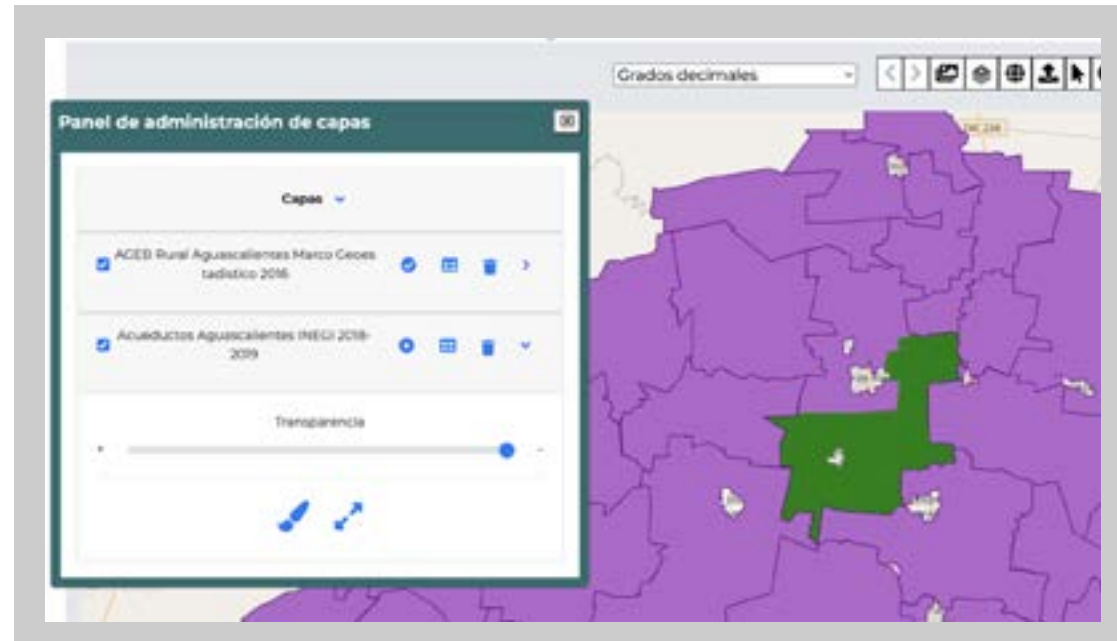 Grados decimales
Panel de administración de capas
Capas
AGEB Rural Aguascalientes Marco Geoes
tadístico 2016
Acueductos Aguascalientes INEGI 2018-
2019
Transparencia
+ -